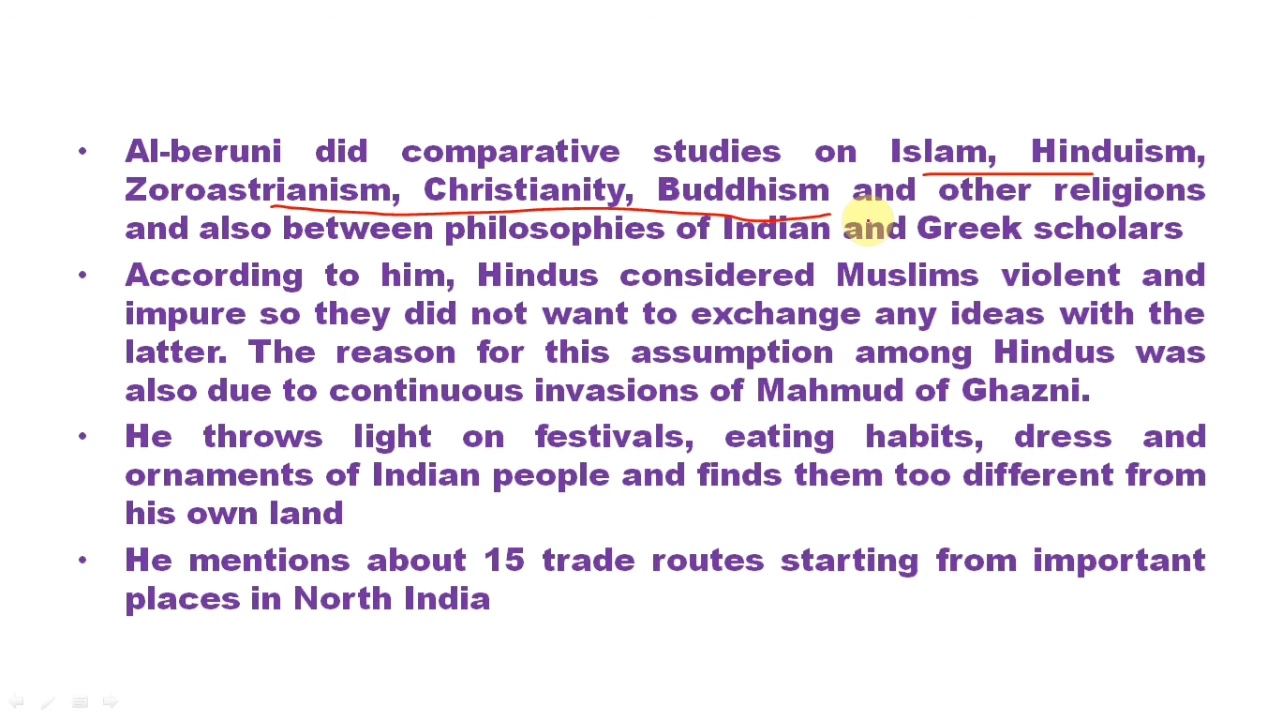 • Al-beruni did comparative studies on Islam, Hinduism,
Zoroastrianism, Christianity, Buddhism and other religions
and also between philosophies of Indian and Greek scholars
• According to him, Hindus considered Muslims violent and
impure so they did not want to exchange any ideas with the
latter. The reason for this assumption among Hindus was
also due to continuous invasions of Mahmud of Ghazni.
• He throws light on festivals, eating habits, dress and
ornaments of Indian people and finds them too different from
his own land
• He mentions about 15 trade routes starting from important
places in North India